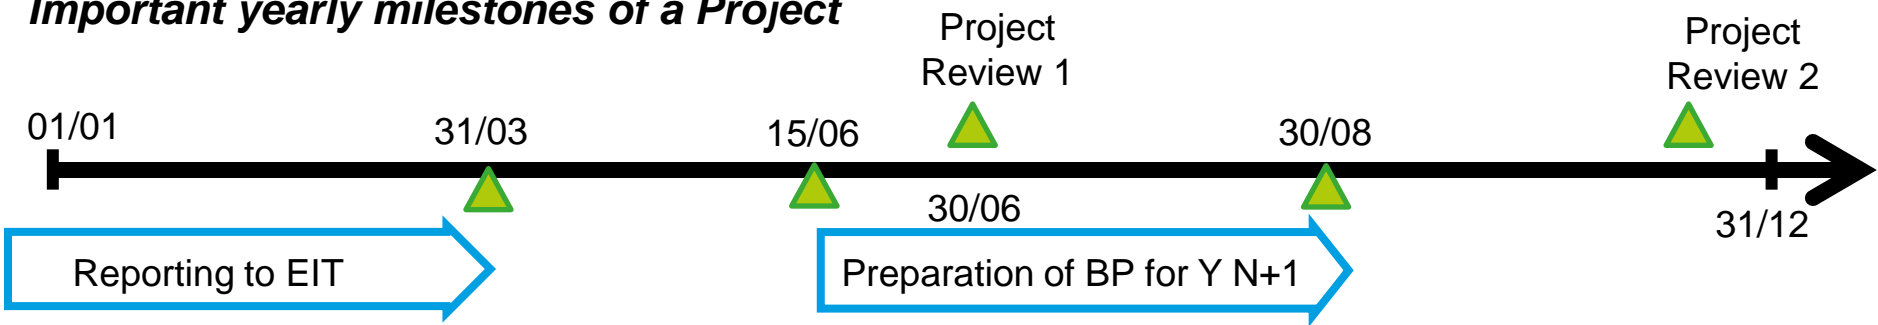 Important yearly milestones of a Project
Project
Review 1
Project
Review 2
01/01
31/03
15/06
30/08
30/06
31/12
Reporting to EIT
Preparation of BP for Y N+1